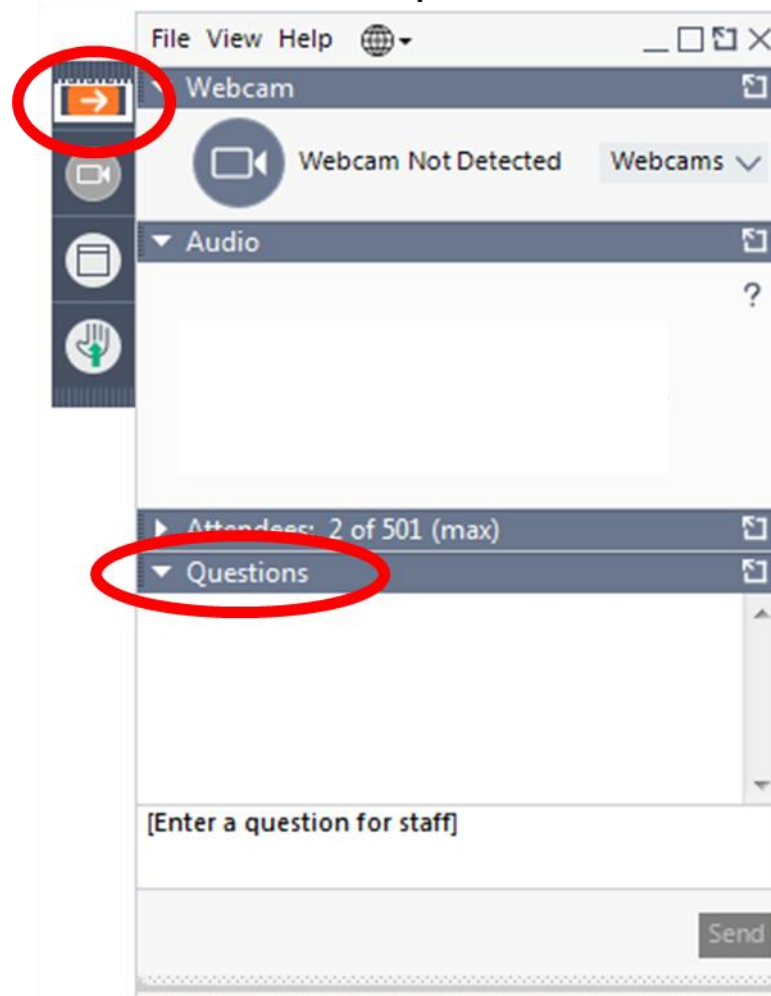 File View Help
Webcam
Webcam Not Detected Webcams
Audio
?
Attendees: 2 of 501 (max)
Questions
[Enter a question for staff]
Send